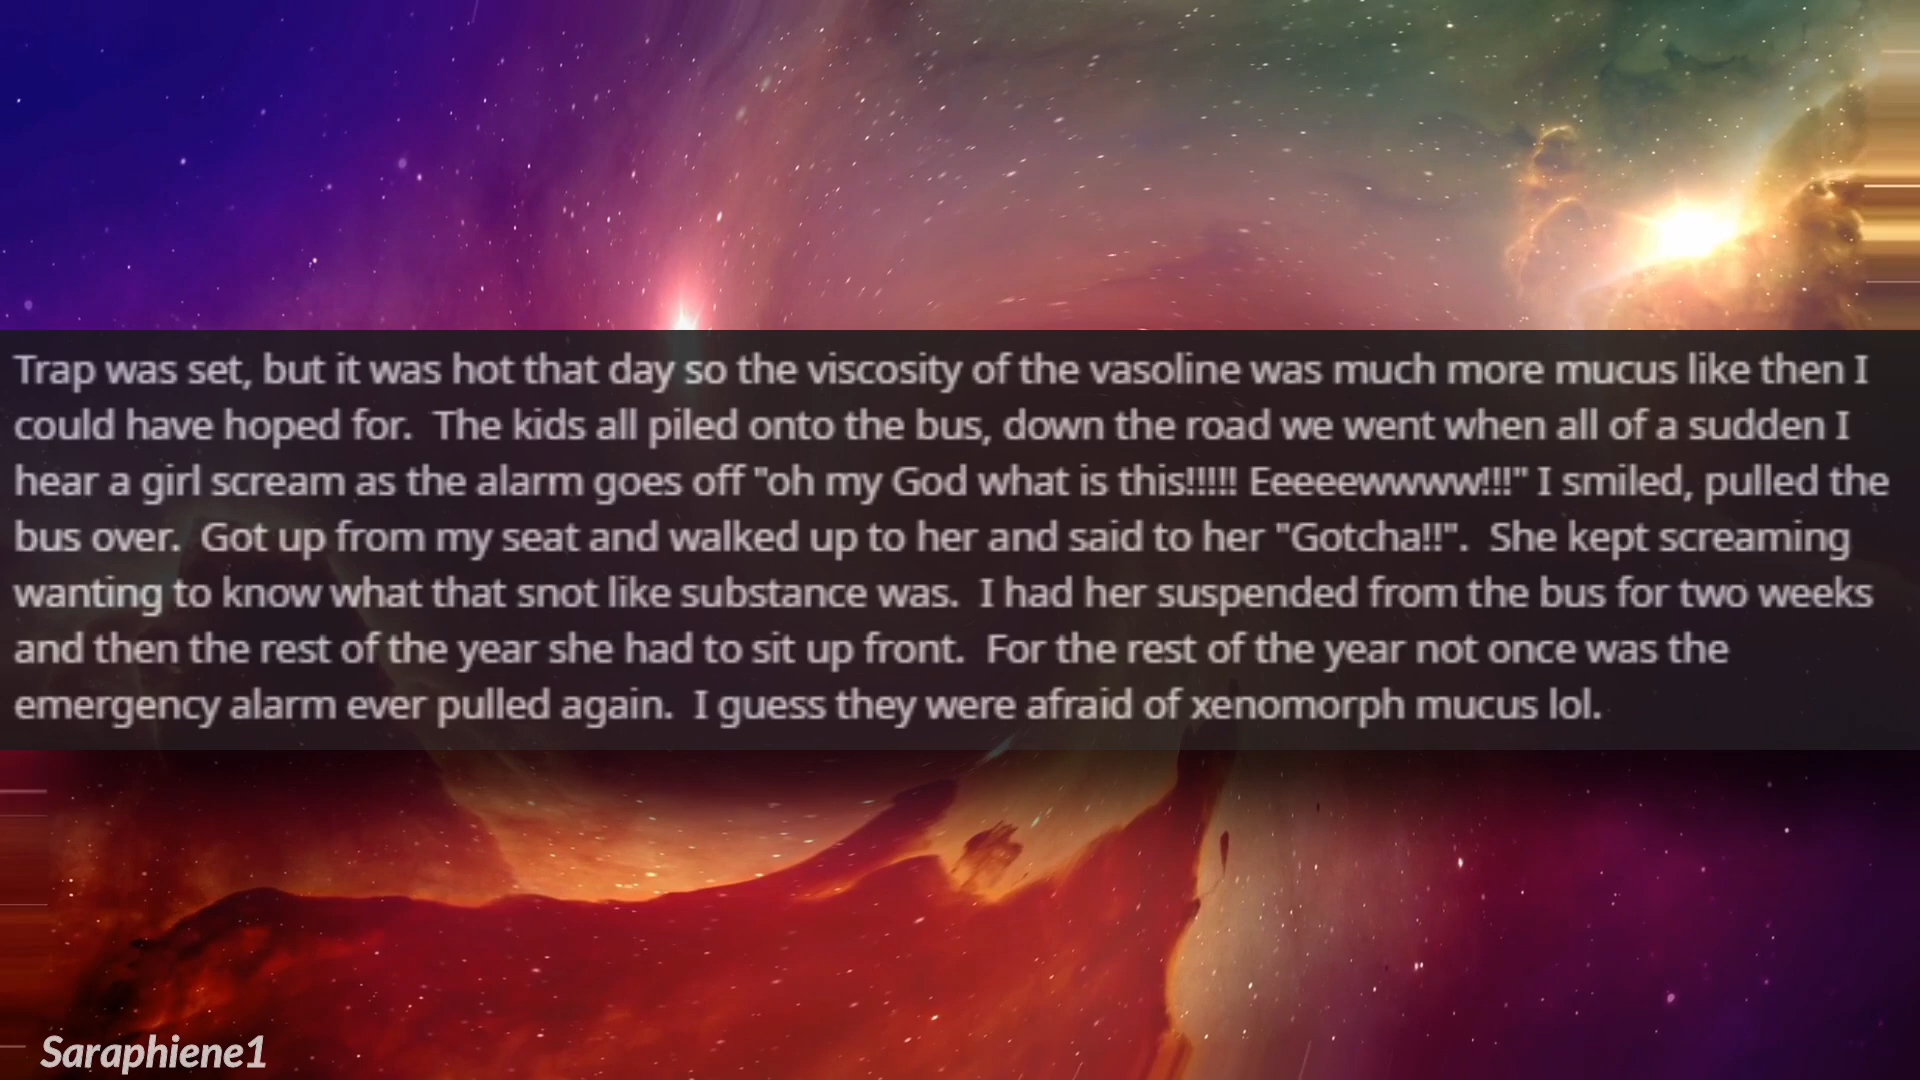 Trap was set, but it was hot that day so the viscosity of the vasoline was much more mucus like then I
could have hoped for.  The kids all piled onto the bus, down the road we went when all of a sudden I
hear a girl scream as the alarm goes off "oh my God what is this!!!!! Eeeeewwww!!!" I smiled, pulled the
bus over.  Got up from my seat and walked up to her and said to her "Gotcha!!".  She kept screaming
wanting to know what that snot like substance was.  I had her suspended from the bus for two weeks
and then the rest of the year she had to sit up front.  For the rest of the year not once was the
emergency alarm ever pulled again.  I guess they were afraid of xenomorph mucus lol.
Saraphiene1